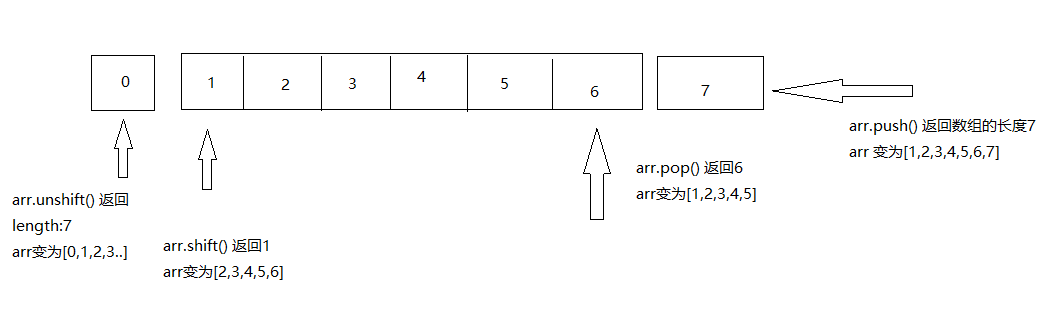 0
1
2
3
4
5
6
7
arr.unshift() 返回
length:7
arr变为[0,1,2,3..]
arr.shift() 返回1
arr变为[2,3,4,5,6]
arr.pop() 返回6
arr变为[1,2,3,4,5]
arr.push() 返回数组的长度7
arr 变为[1,2,3,4,5,6,7]